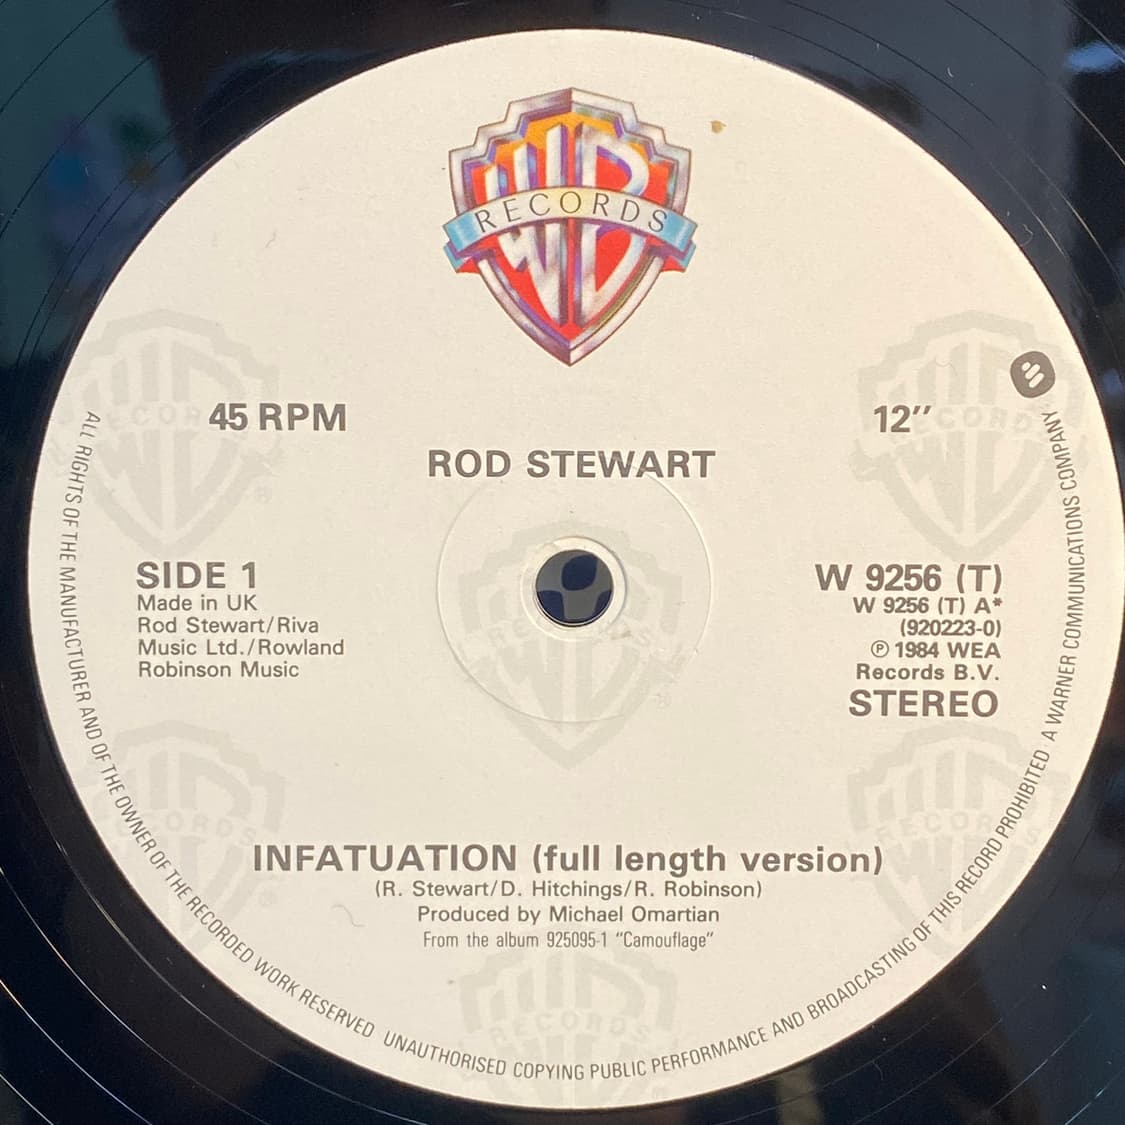 WB
RECORDS
45 RPM
12″
ROD STEWART
SIDE 1
Made in UK
Rod Stewart/Riva
Music Ltd./Rowland
Robinson Music
W 9256 (T)
W 9256 (T) A*
(920223-0)
℗ 1984 WEA
Records B.V.
STEREO
INFATUATION (full length version)
(R. Stewart/D. Hitchings/R. Robinson)
Produced by Michael Omartian
From the album 925095-1 “Camouflage”
ALL RIGHTS OF THE MANUFACTURER AND OF THE OWNER OF THE RECORDED WORK RESERVED UNAUTHORISED COPYING PUBLIC PERFORMANCE AND BROADCASTING OF THIS RECORD PROHIBITED A WARNER COMMUNICATIONS COMPANY